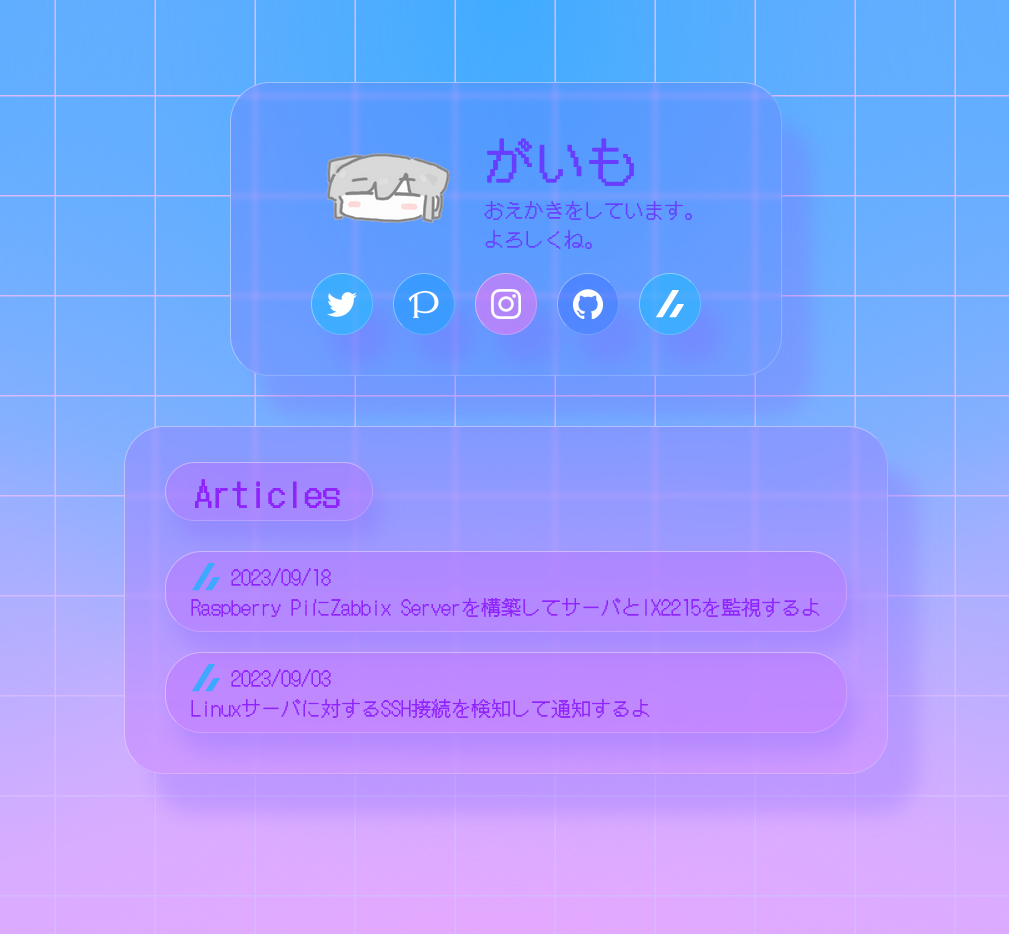 がいも
おえかきをしています。
よろしくね。
Articles
2023/09/18
Raspberry PiにZabbix Serverを構築してサーバとIX2215を監視するよ
2023/09/03
Linuxサーバに対するSSH接続を検知して通知するよ